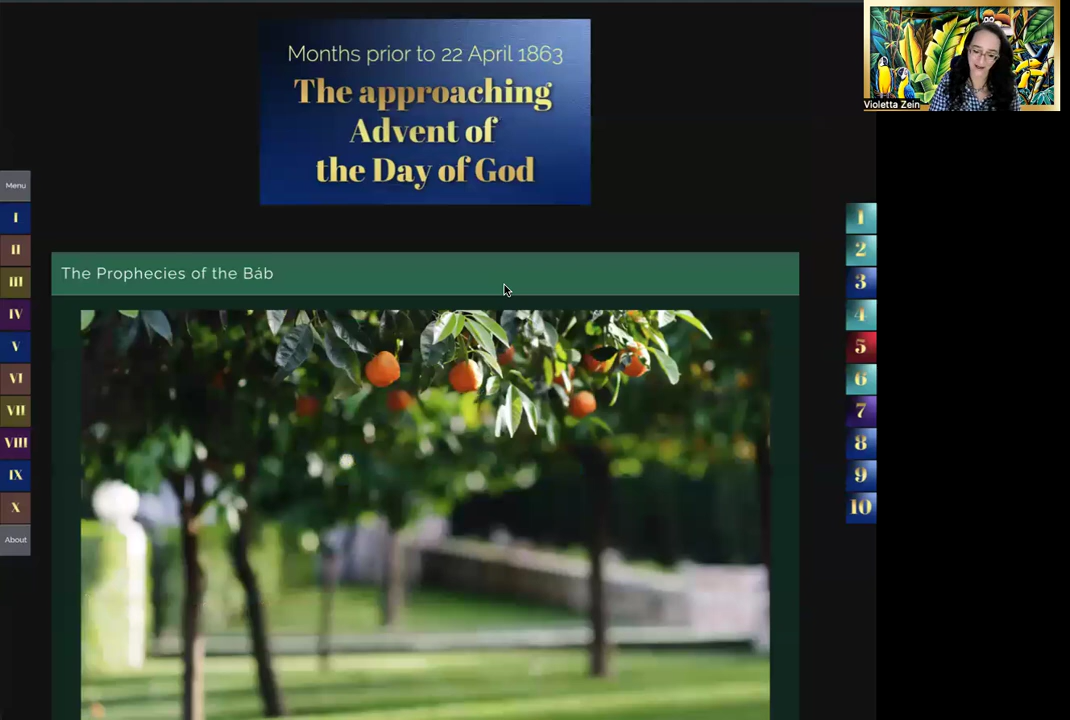 Months prior to 22 April 1863
The approaching
Advent of
the Day of God
Violetta Zein
The Prophecies of the Báb
Menu
I
II
III
IV
V
VI
VII
VIII
IX
X
About
1
2
3
4
5
6
7
8
9
10